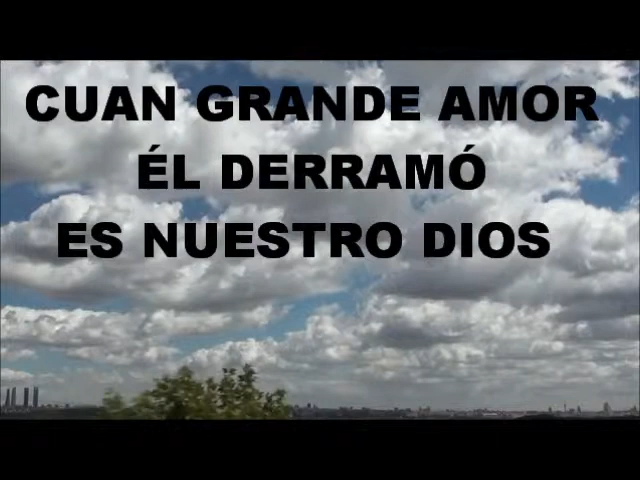 CUAN GRANDE AMOR
ÉL DERRAMÓ
ES NUESTRO DIOS